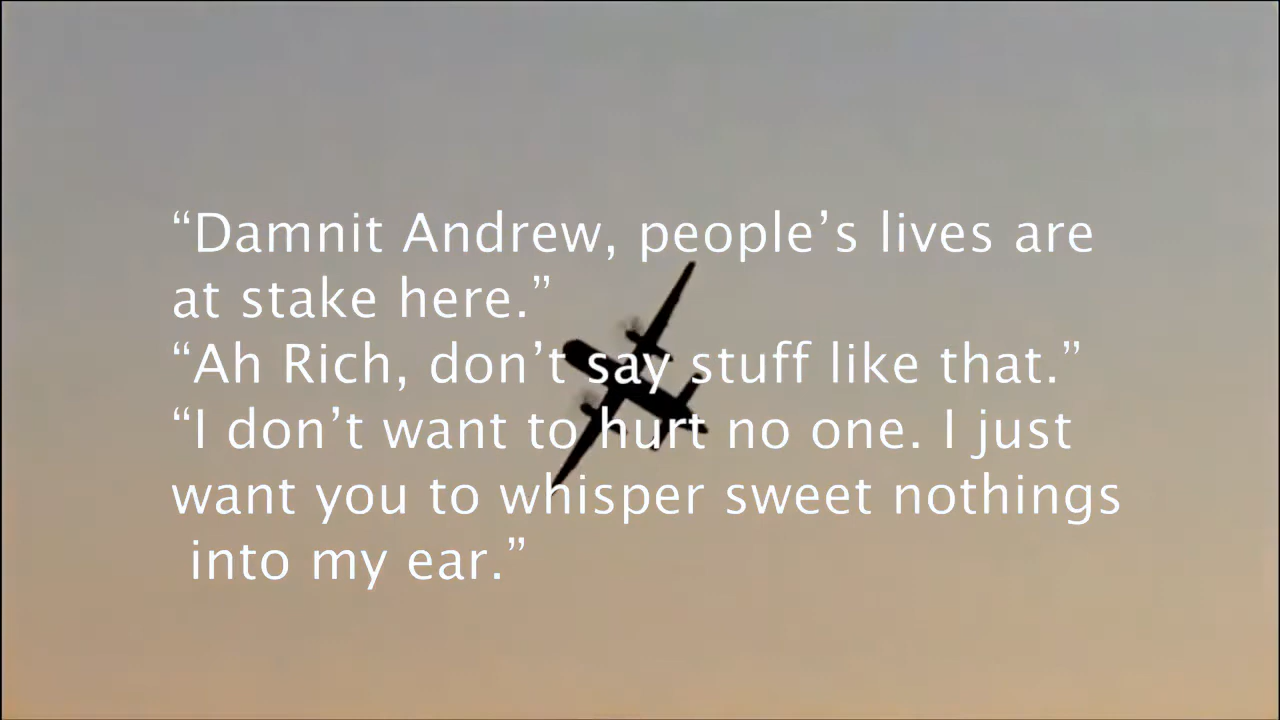 “Damnit Andrew, people’s lives are
at stake here.”
“Ah Rich, don’t say stuff like that.”
“I don’t want to hurt no one. I just
want you to whisper sweet nothings
into my ear.”